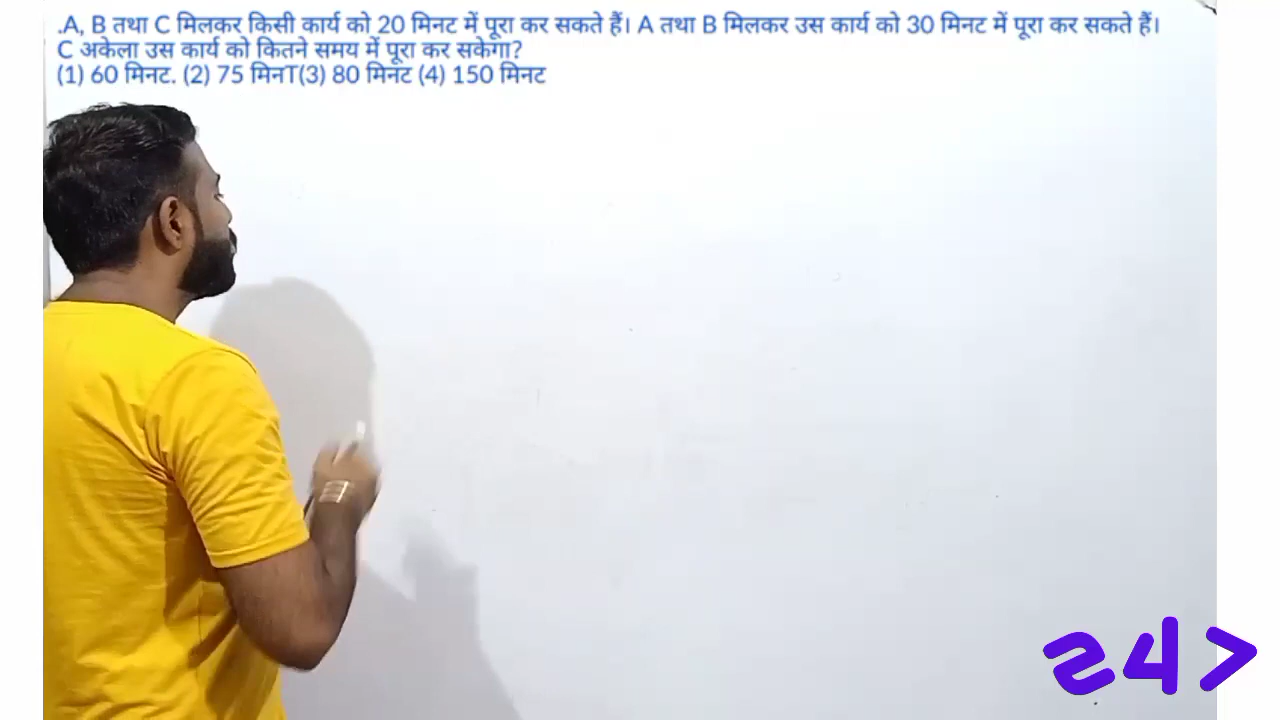 .A, B तथा C मिलकर किसी कार्य को 20 मिनट में पूरा कर सकते हैं। A तथा B मिलकर उस कार्य को 30 मिनट में पूरा कर सकते हैं।
C अकेला उस कार्य को कितने समय में पूरा कर सकेगा?
(1) 60 मिनट. (2) 75 मिनT(3) 80 मिनट (4) 150 मिनट
247